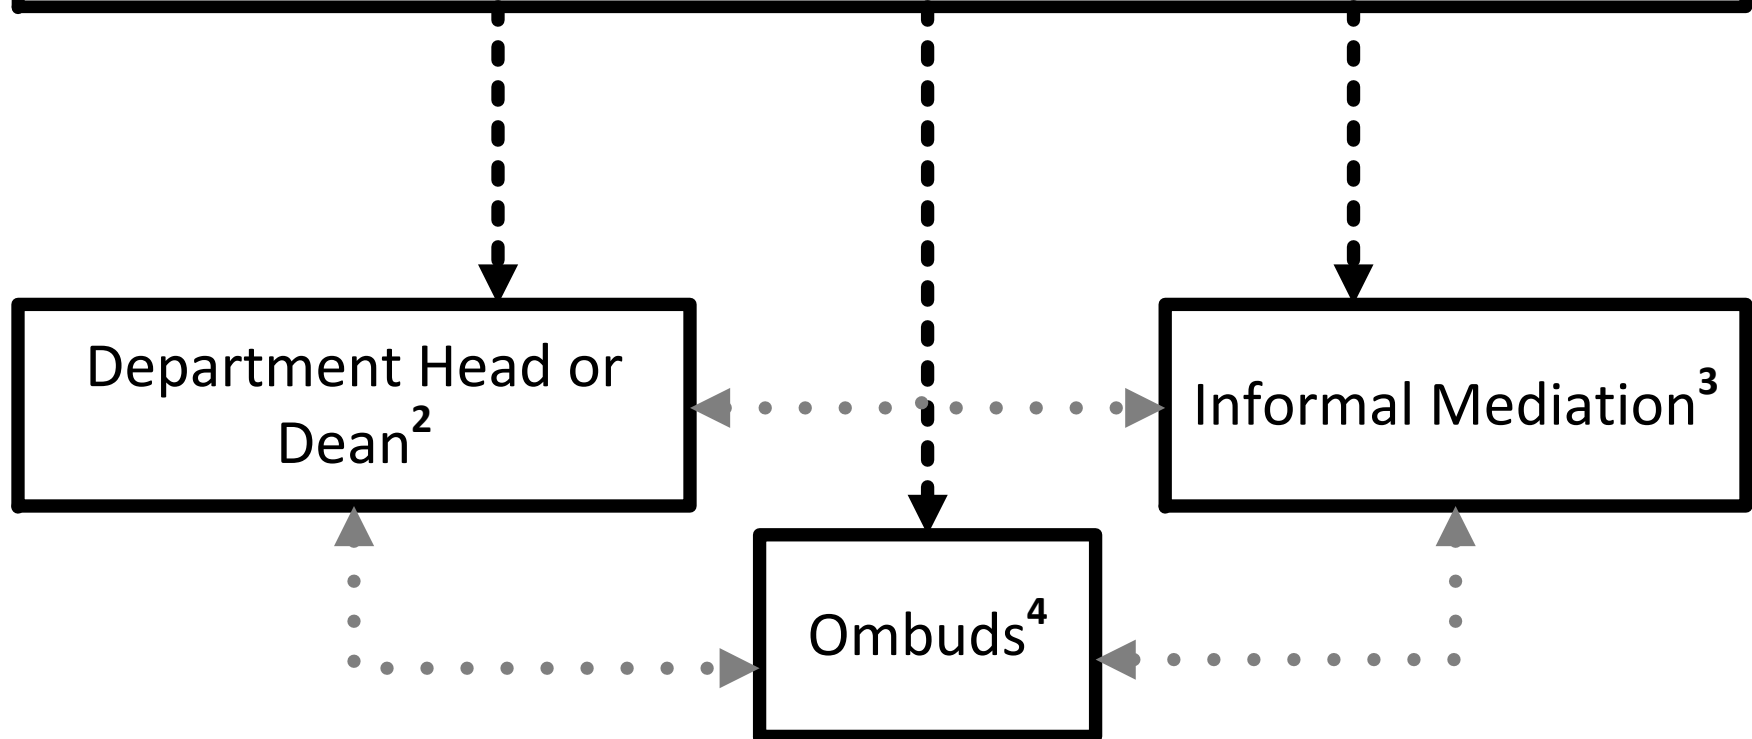 Department Head or
Dean²
Informal Mediation³
Ombuds⁴